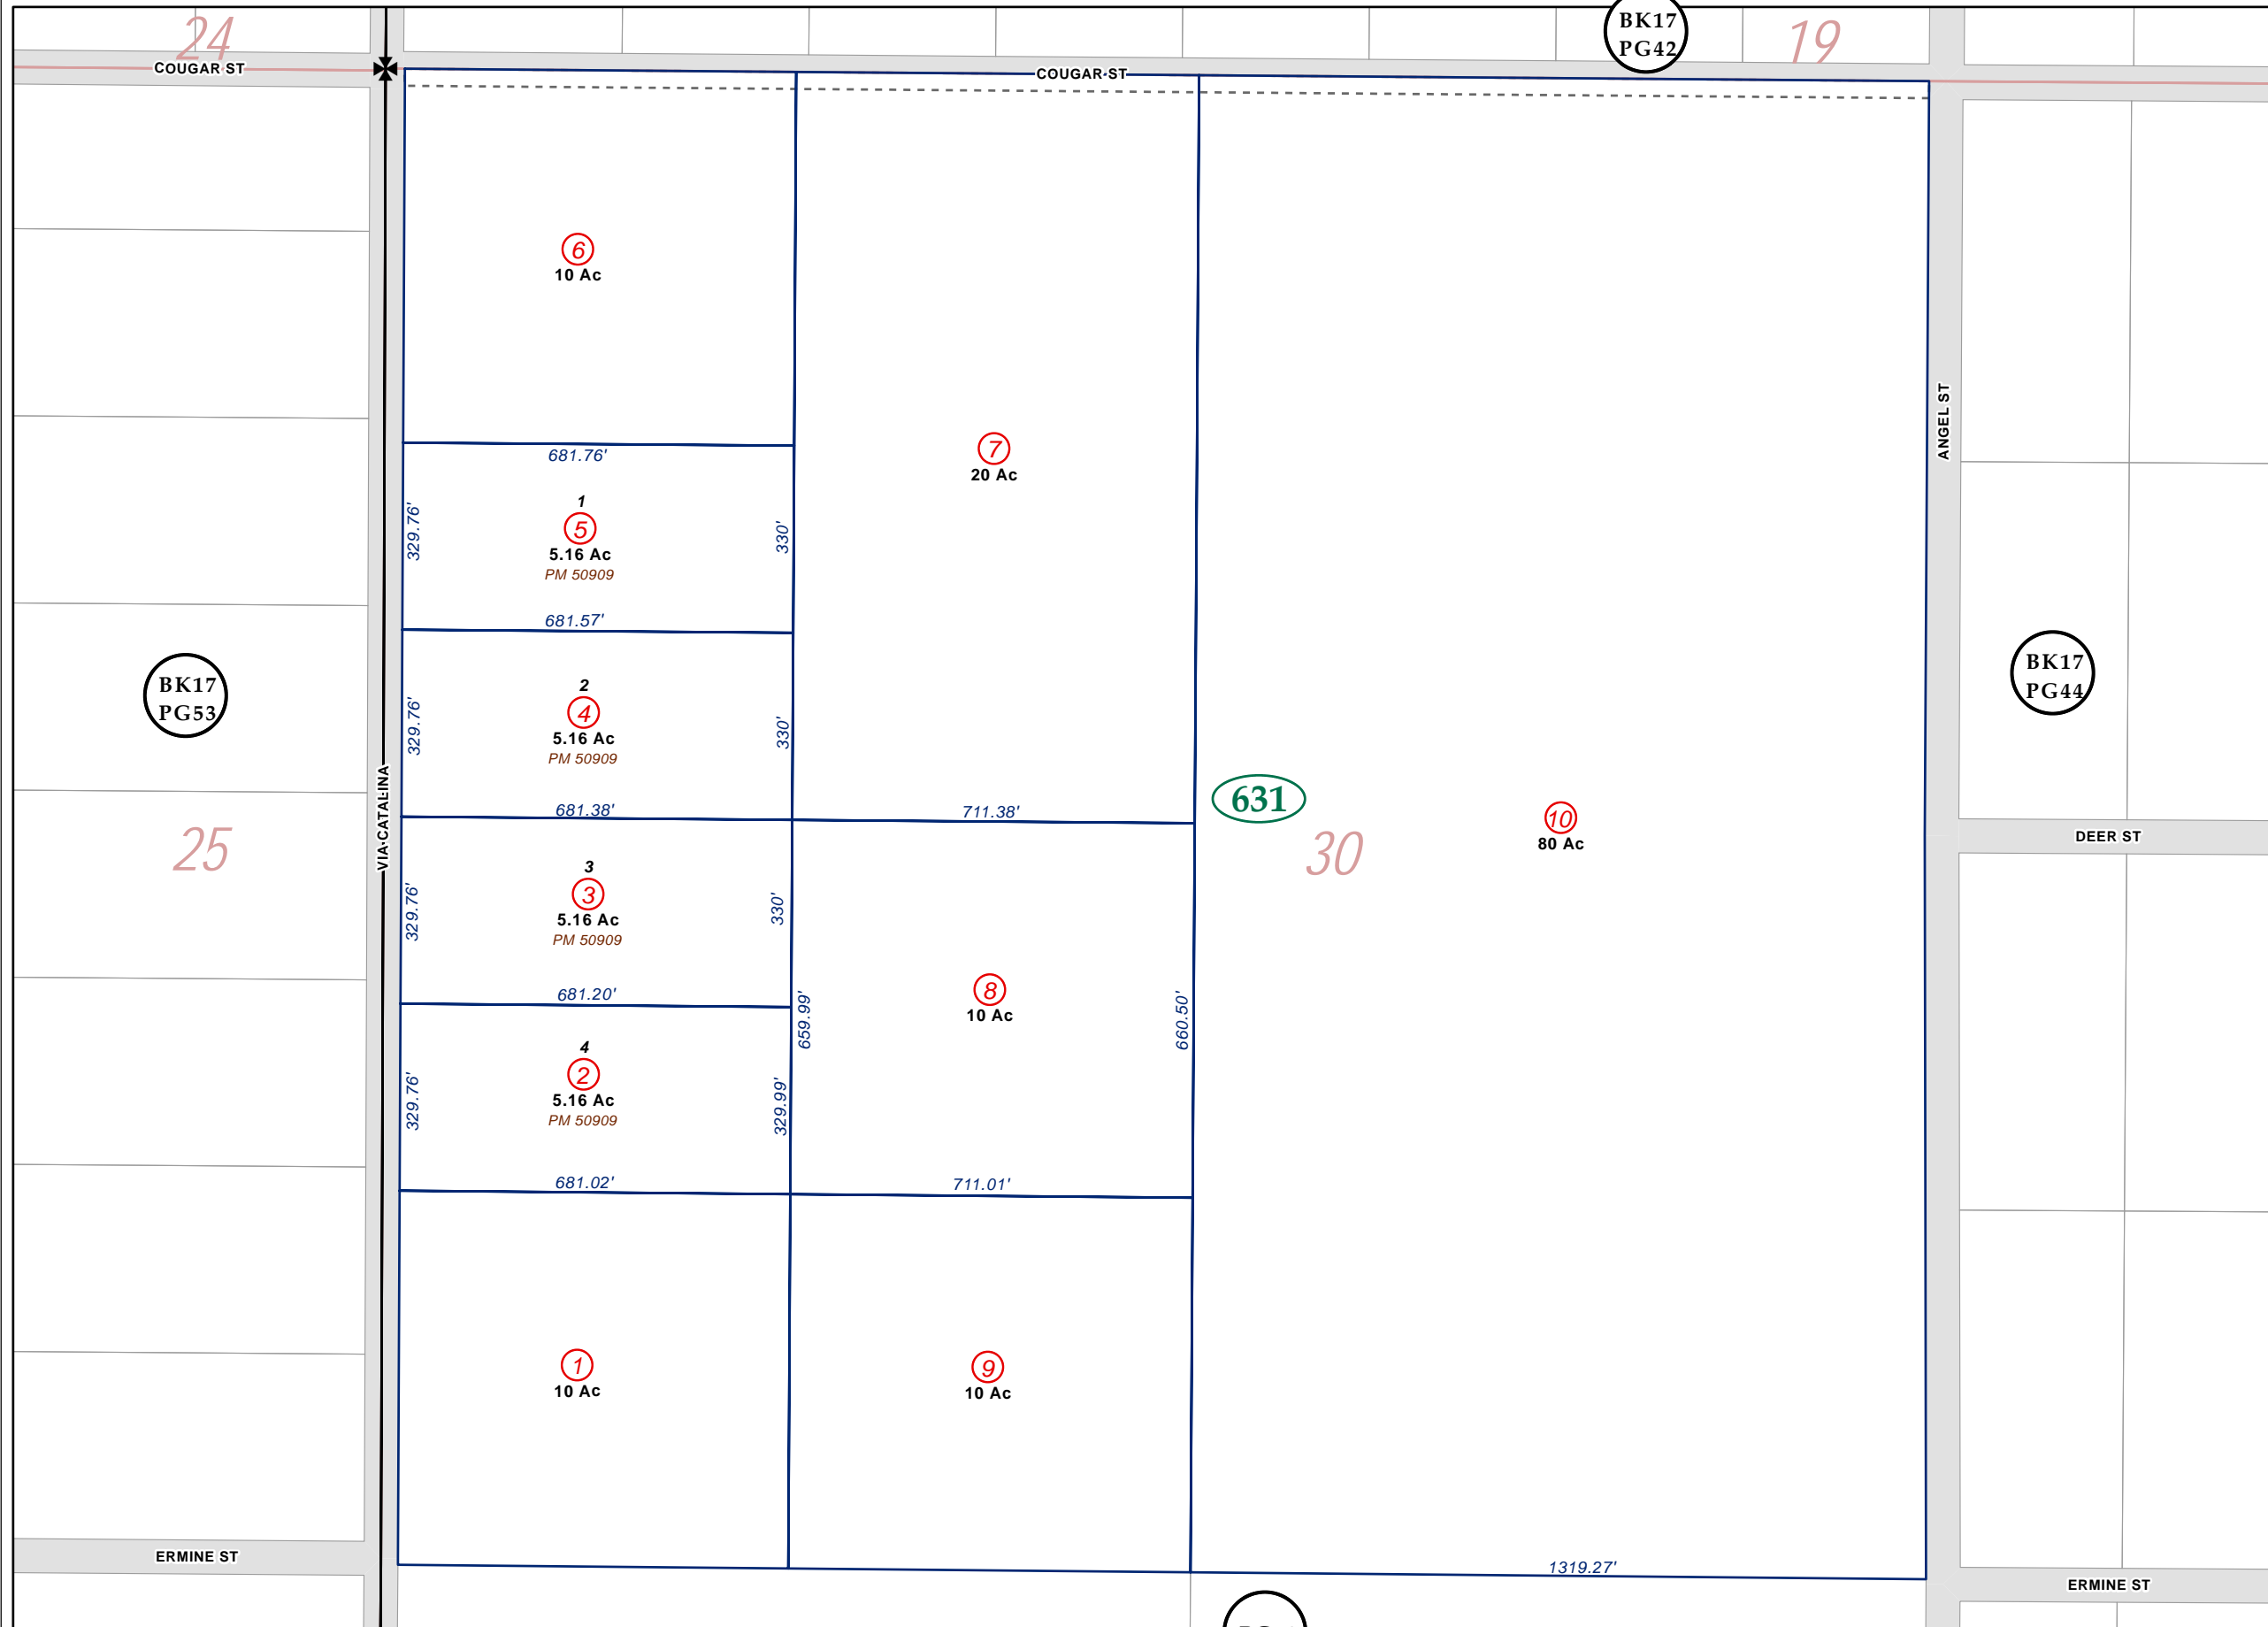 24
BK17
PG42
19
COUGAR ST
COUGAR ST
6
10 Ac
ANGEL ST
7
20 Ac
681.76'
1
5
5.16 Ac
PM 50909
329.76'
330'
681.57'
BK17
PG53
2
4
5.16 Ac
PM 50909
329.76'
330'
BK17
PG44
681.38'
711.38'
631
10
80 Ac
DEER ST
25
VIA CATALINA
30
3
3
5.16 Ac
PM 50909
329.76'
330'
681.20'
8
10 Ac
659.99'
660.50'
4
2
5.16 Ac
PM 50909
329.76'
329.99'
681.02'
711.01'
1
10 Ac
9
10 Ac
ERMINE ST
1319.27'
ERMINE ST